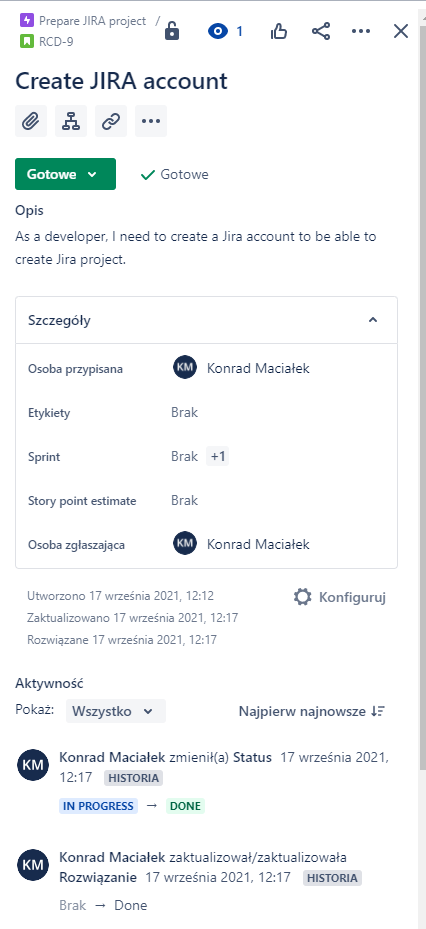 Prepare JIRA project /
RCD-9
1
Create JIRA account
Gotowe
Gotowe
Opis
As a developer, I need to create a Jira account to be able to
create Jira project.
Szczegóły
Osoba przypisana KM Konrad Maciałek
Etykiety Brak
Sprint Brak +1
Story point estimate Brak
Osoba zgłaszająca KM Konrad Maciałek
Utworzono 17 września 2021, 12:12
Konfiguruj
Zaktualizowano 17 września 2021, 12:17
Rozwiązane 17 września 2021, 12:17
Aktywność
Pokaż: Wszystko Najpierw najnowsze
KM Konrad Maciałek zmienił(a) Status 17 września 2021,
12:17 HISTORIA
IN PROGRESS → DONE
KM Konrad Maciałek zaktualizował/zaktualizowała
Rozwiązanie 17 września 2021, 12:17 HISTORIA
Brak → Done